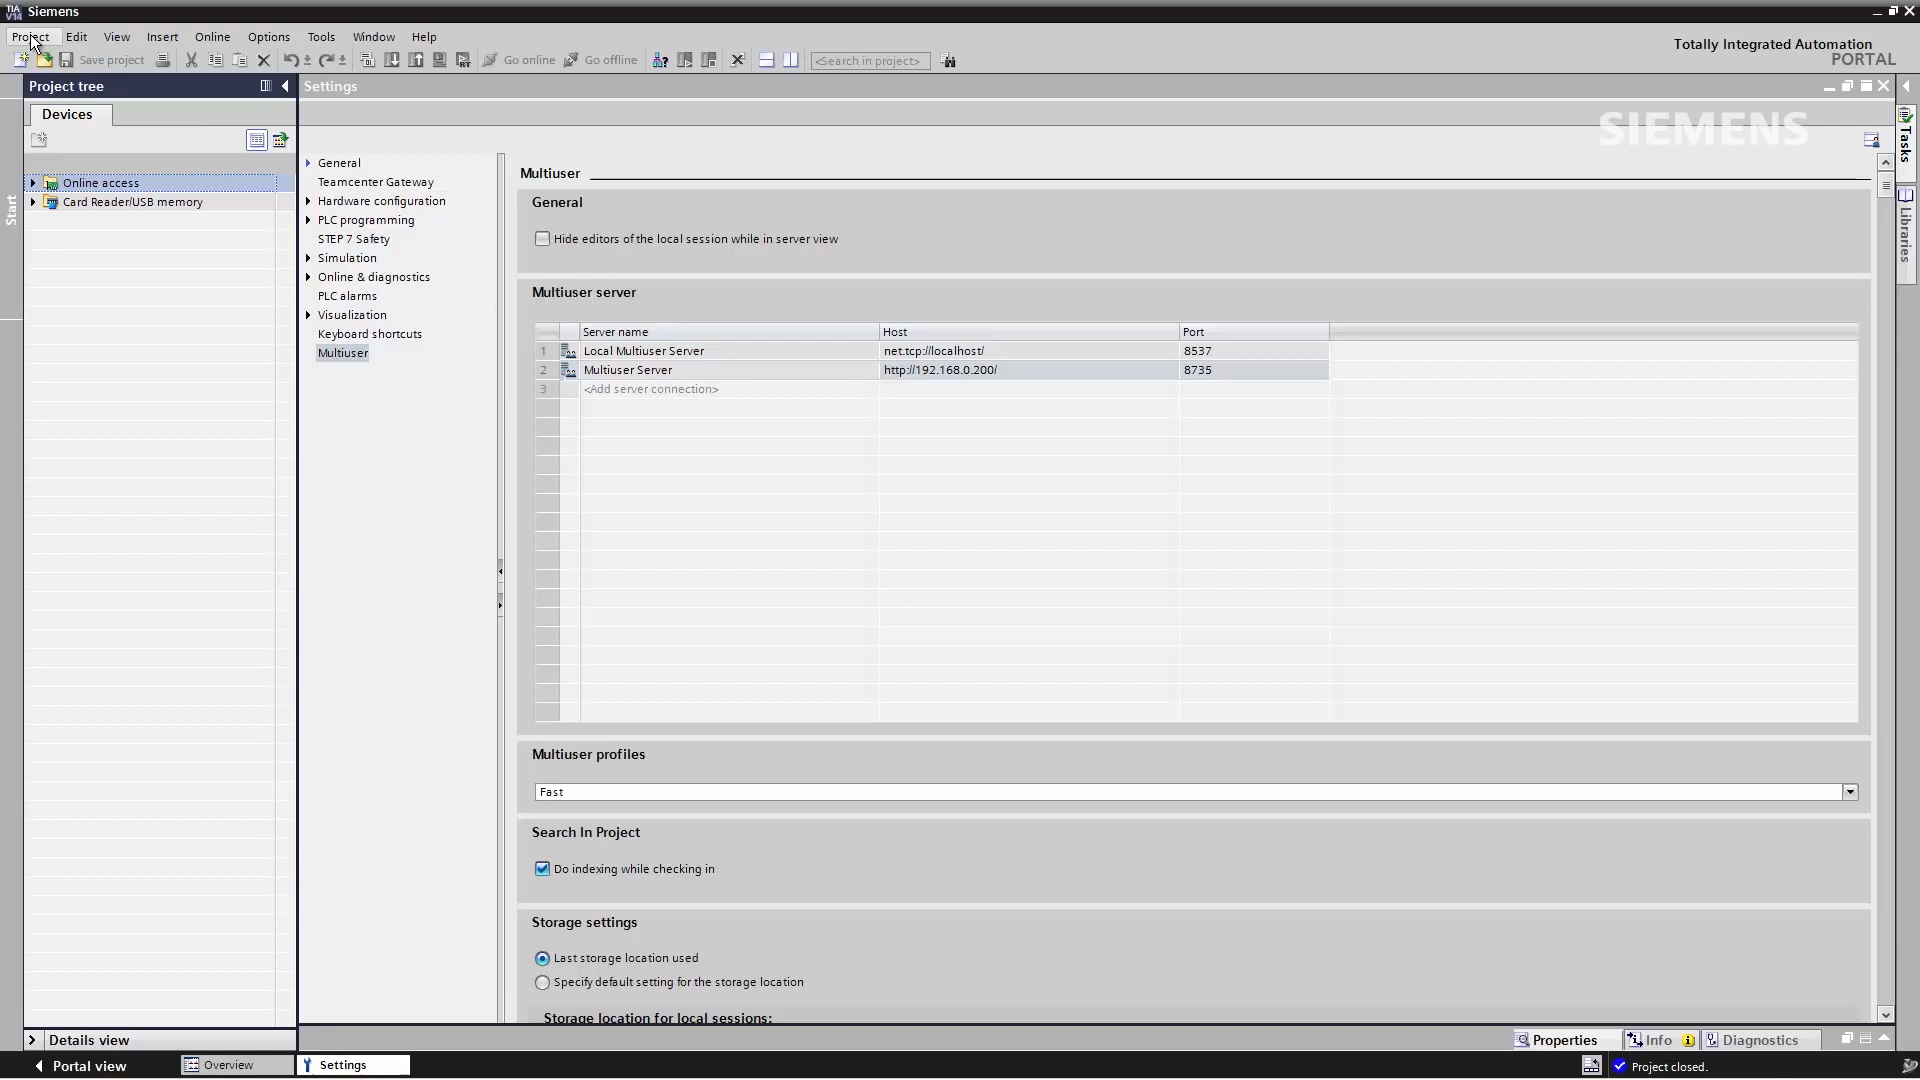 TIA
V14
Siemens
Project Edit View Insert Online Options Tools Window Help
Totally Integrated Automation
PORTAL
Save project
Go online
Go offline
<Search in project>
Project tree
Settings
Devices
SIEMENS
Start
Tasks
Libraries
Online access
Card Reader/USB memory
General
Teamcenter Gateway
Hardware configuration
PLC programming
STEP 7 Safety
Simulation
Online & diagnostics
PLC alarms
Visualization
Keyboard shortcuts
Multiuser
Multiuser
General
Hide editors of the local session while in server view
Multiuser server
Server name Host Port
1 Local Multiuser Server net.tcp://localhost/ 8537
2 Multiuser Server http://192.168.0.200/ 8735
3 <Add server connection>
Multiuser profiles
Fast
Search In Project
Do indexing while checking in
Storage settings
Last storage location used
Specify default setting for the storage location
Storage location for local sessions:
Details view
Properties
Info
Diagnostics
Portal view
Overview
Settings
Project closed.